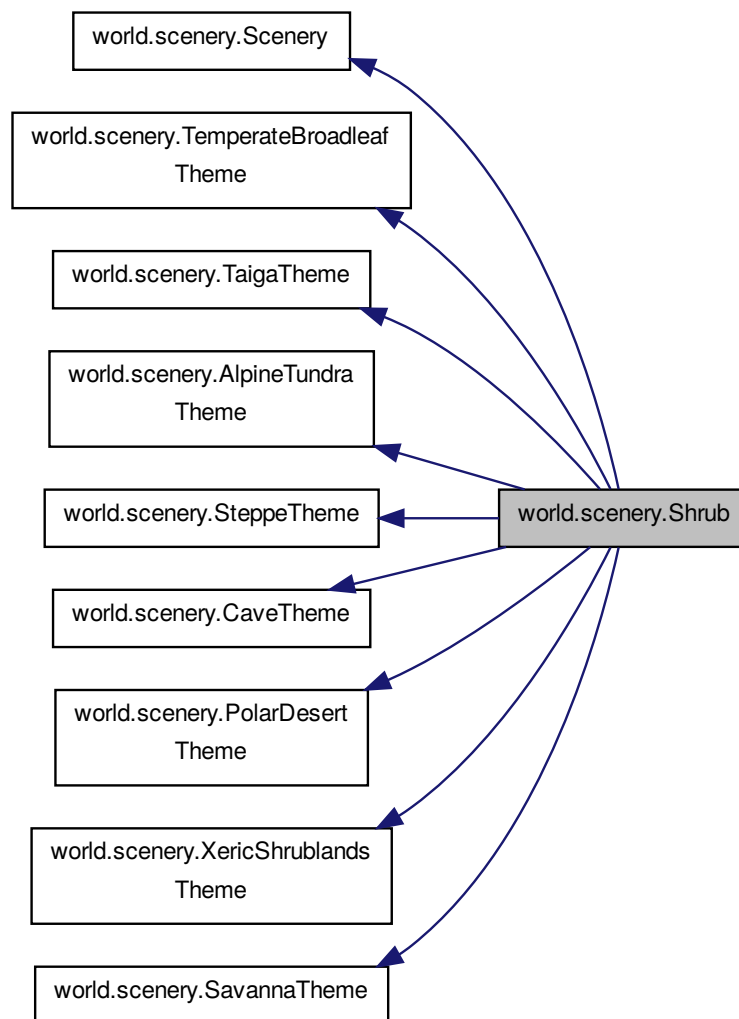 world.scenery.Scenery
world.scenery.TemperateBroadleaf
Theme
world.scenery.TaigaTheme
world.scenery.AlpineTundra
Theme
world.scenery.SteppeTheme
world.scenery.Shrub
world.scenery.CaveTheme
world.scenery.PolarDesert
Theme
world.scenery.XericShrublands
Theme
world.scenery.SavannaTheme